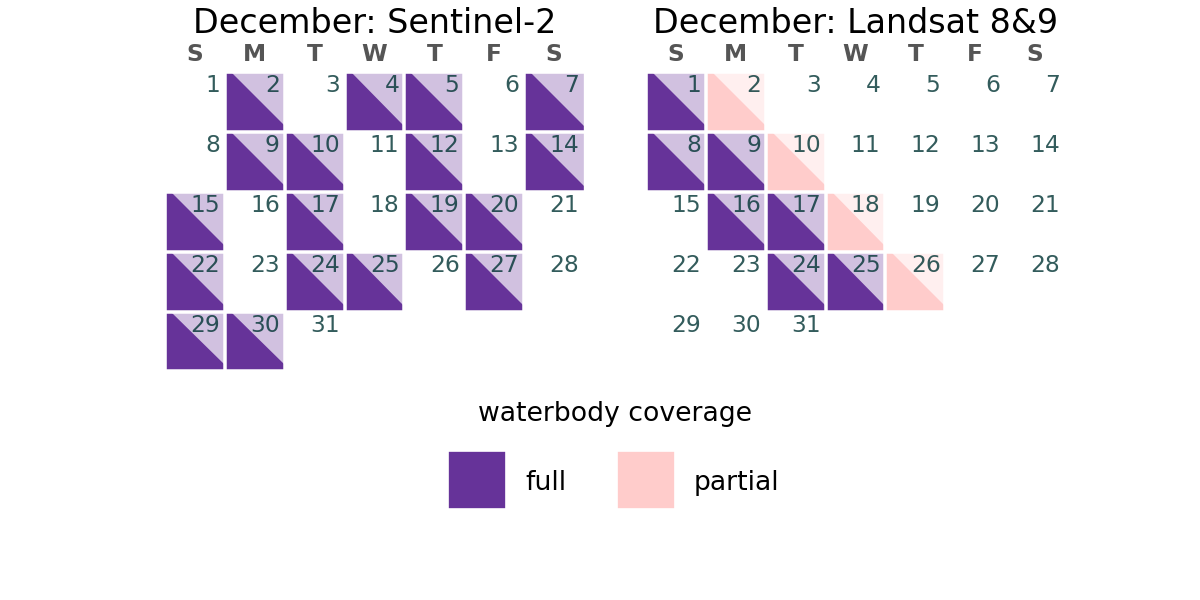 December: Sentinel-2
S M T W T F S
1 2 3 4 5 6 7
8 9 10 11 12 13 14
15 16 17 18 19 20 21
22 23 24 25 26 27 28
29 30 31
December: Landsat 8&9
S M T W T F S
1 2 3 4 5 6 7
8 9 10 11 12 13 14
15 16 17 18 19 20 21
22 23 24 25 26 27 28
29 30 31
waterbody coverage
full partial